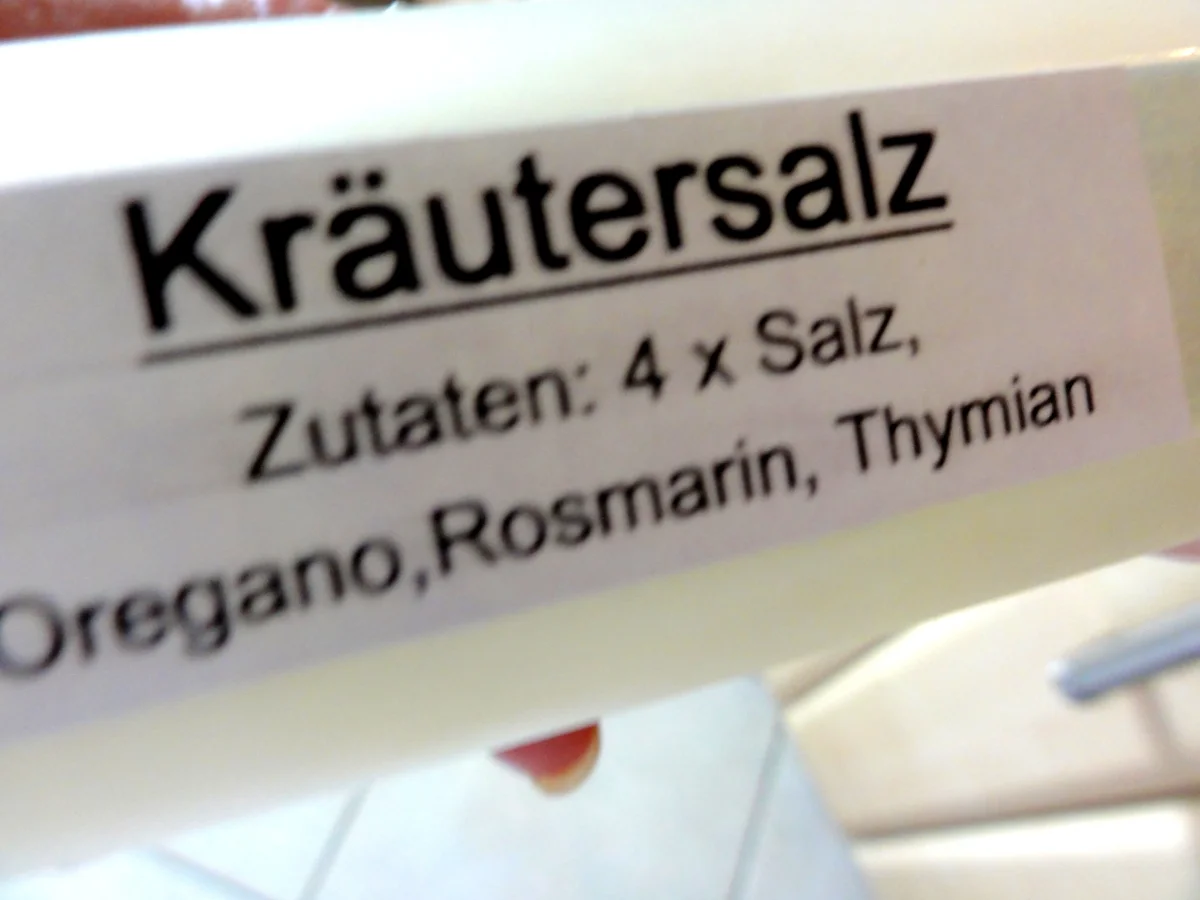 Kräutersalz
Zutaten: 4 x Salz,
Oregano,Rosmarin, Thymian